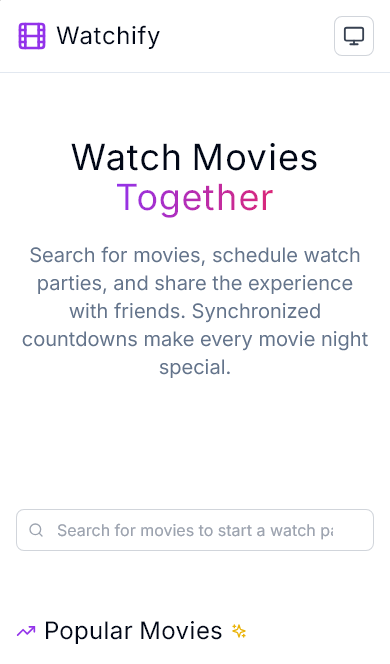 Watchify
Watch Movies
Together
Search for movies, schedule watch
parties, and share the experience
with friends. Synchronized
countdowns make every movie night
special.
Search for movies to start a watch pa
Popular Movies